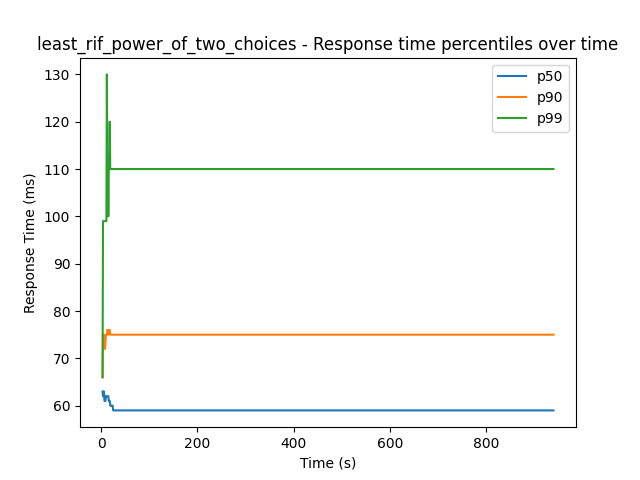 least_rif_power_of_two_choices - Response time percentiles over time
130
120
110
100
90
80
70
60
Response Time (ms)
0
200
400
600
800
Time (s)
p50
p90
p99